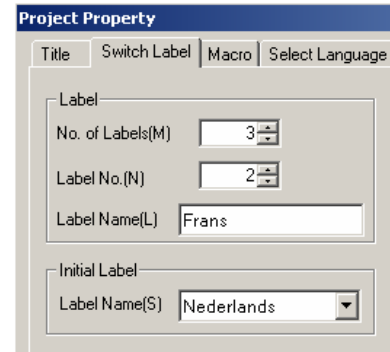 Project Property
Title Switch Label Macro Select Language
Label
No. of Labels(M) 3
Label No.(N) 2
Label Name(L) Frans
Initial Label
Label Name(S) Nederlands